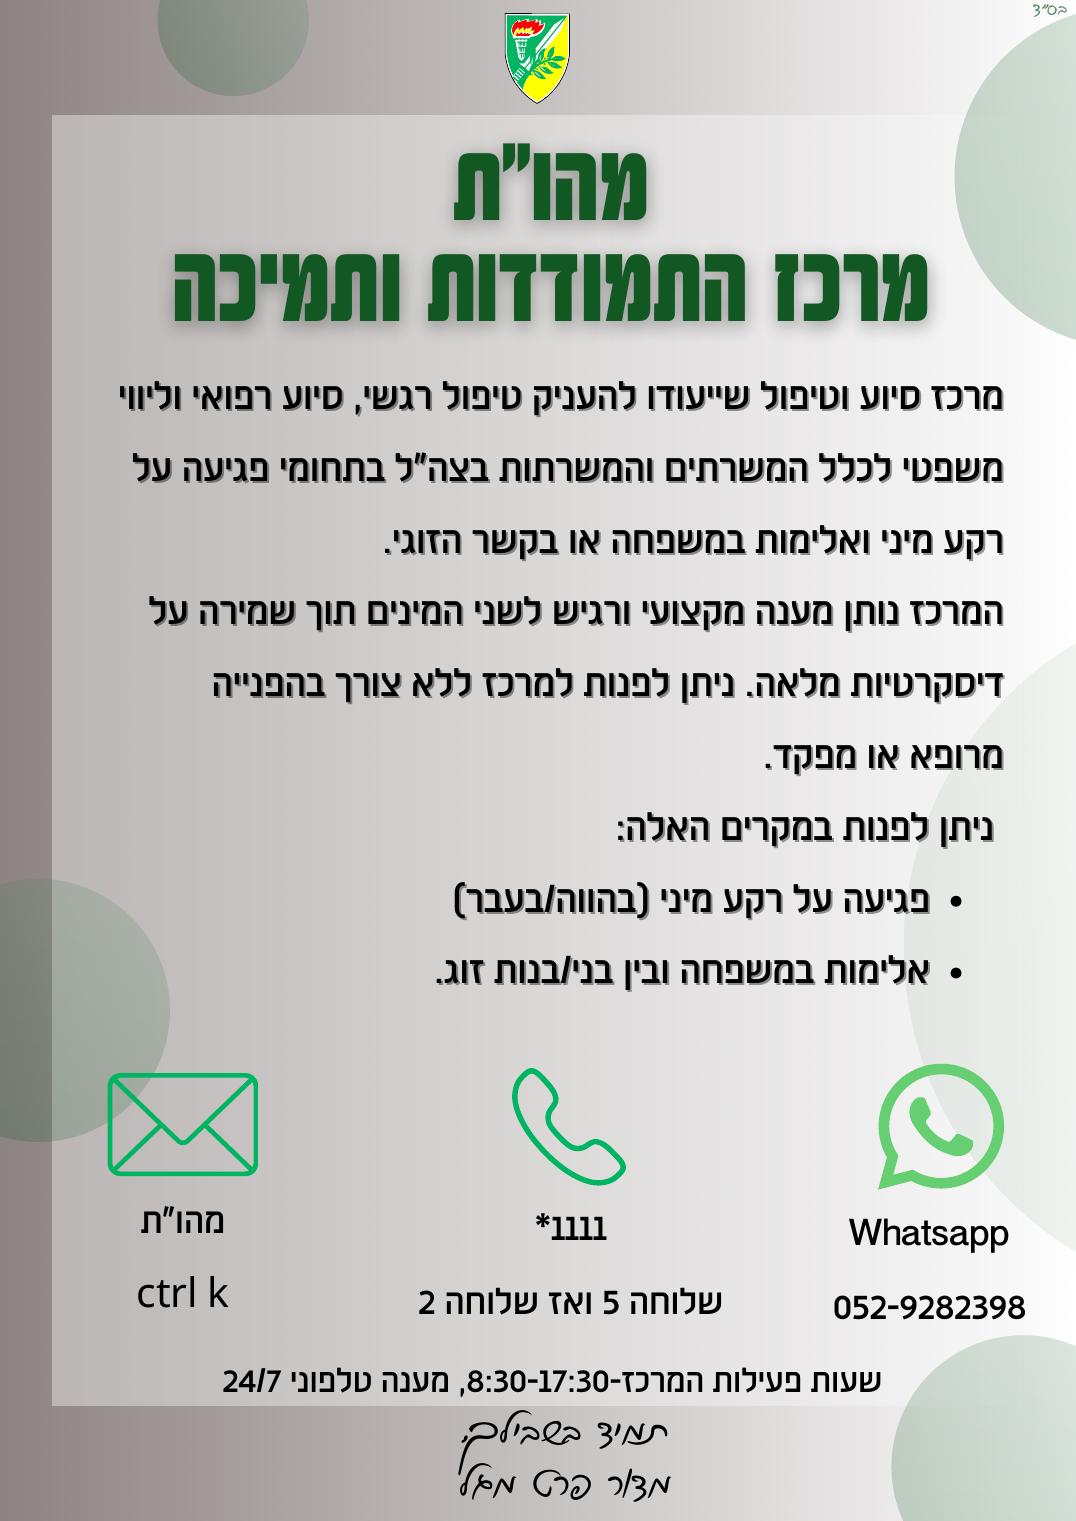 בס"ד
מהו"ת
מרכז התמודדות ותמיכה
מרכז סיוע וטיפול שייעודו להעניק טיפול רגשי, סיוע רפואי וליווי
משפטי לכלל המשרתים והמשרתות בצה"ל בתחומי פגיעה על
רקע מיני ואלימות במשפחה או בקשר הזוגי.
המרכז נותן מענה מקצועי ורגיש לשני המינים תוך שמירה על
דיסקרטיות מלאה. ניתן לפנות למרכז ללא צורך בהפנייה
מרופא או מפקד.
ניתן לפנות במקרים האלה:
• פגיעה על רקע מיני (בהווה/בעבר)
• אלימות במשפחה ובין בני/בנות זוג.
Whatsapp
052-9282398
*1111
שלוחה 5 ואז שלוחה 2
מהו"ת
ctrl k
שעות פעילות המרכז-8:30-17:30, מענה טלפוני 24/7
תמיד בשבילך,
מדור פרט מגל